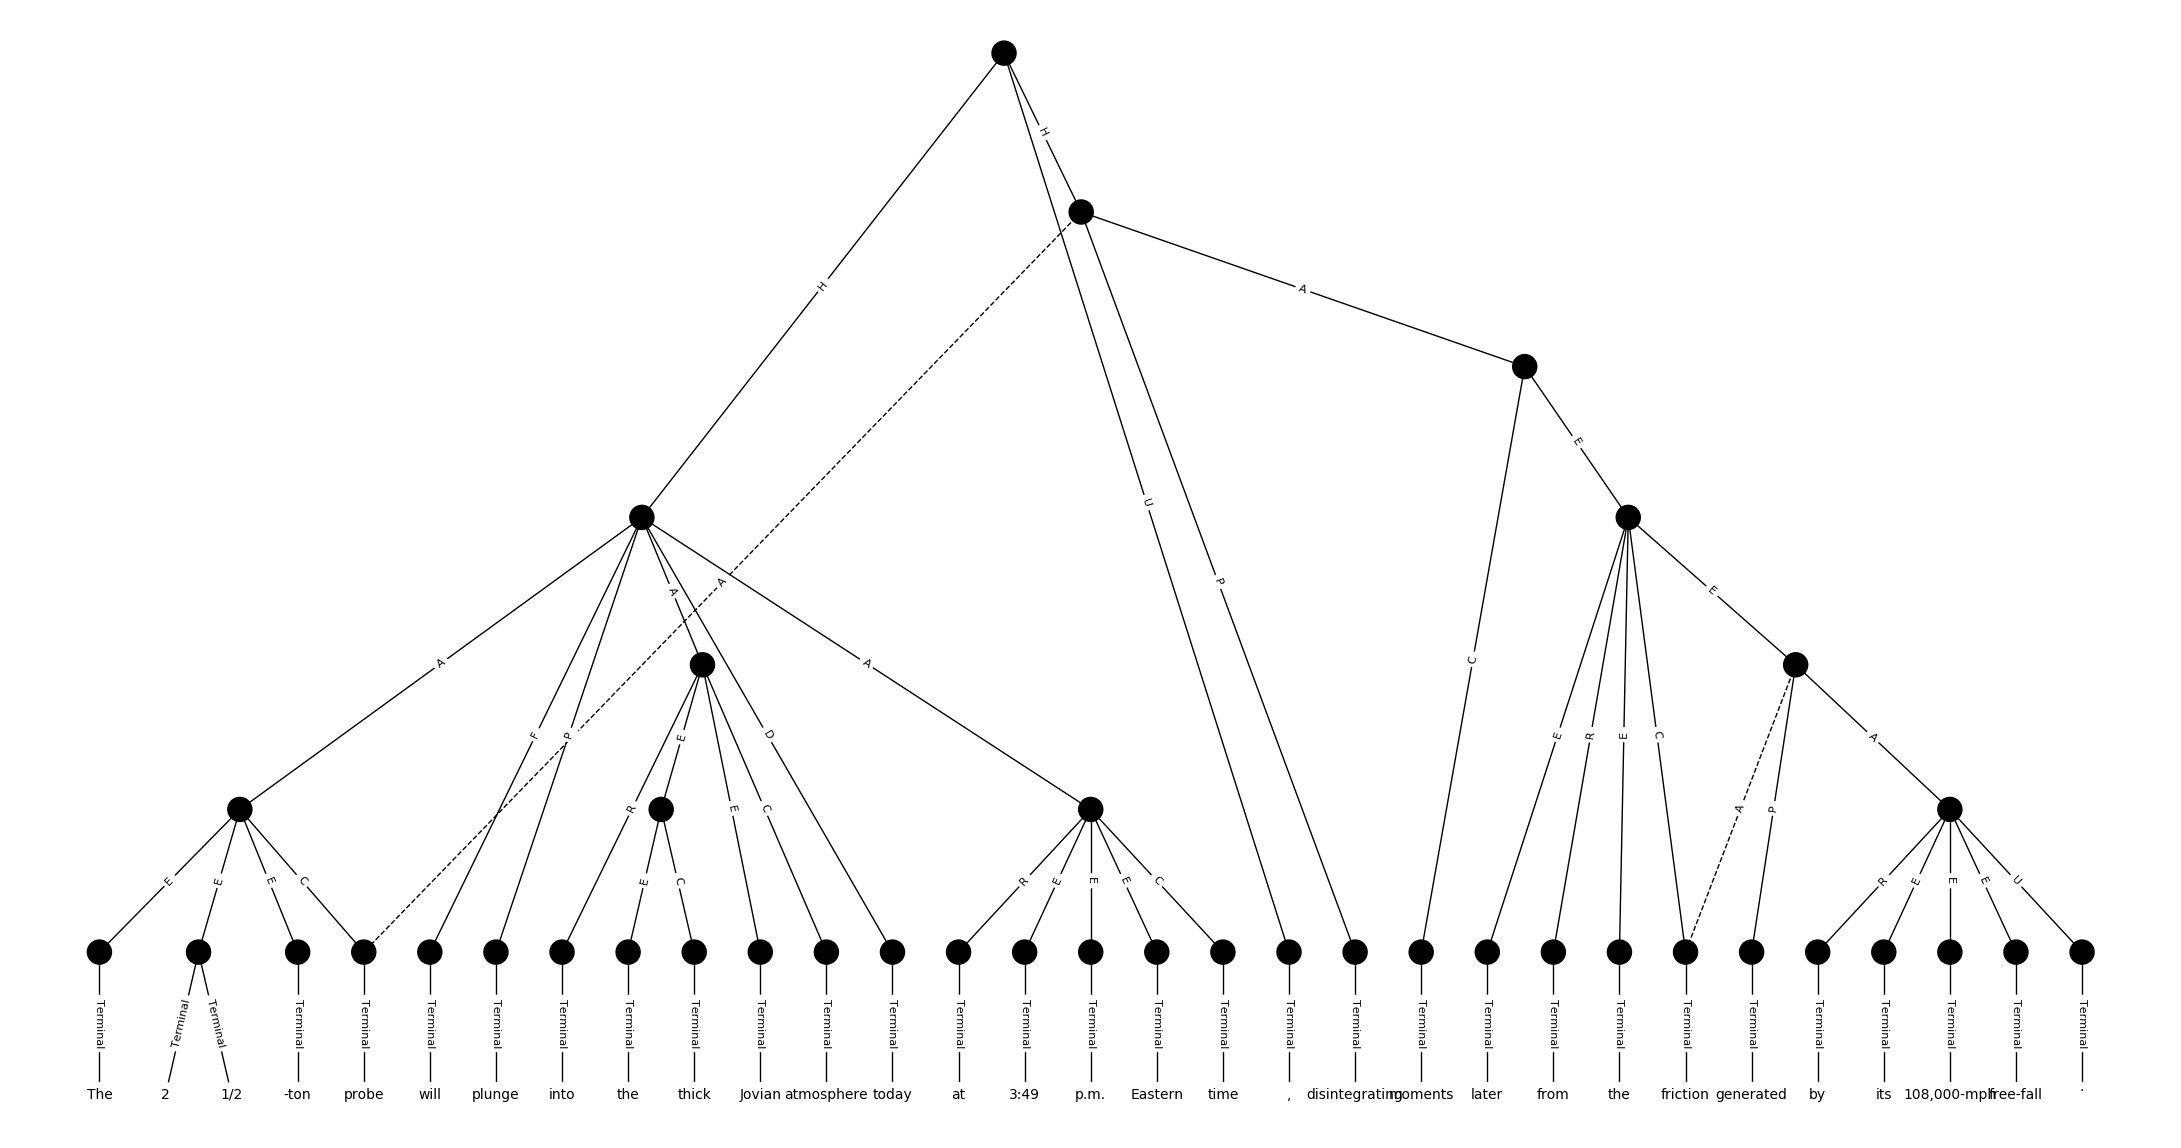 H
H
A
A
E
U
P
A
E
A
A
C
F
P
E
D
E
R
E
C
A
R
E
C
A
P
E
E
E
C
E
C
R
E
E
E
C
R
E
E
E
U
Terminal Terminal Terminal Terminal Terminal Terminal Terminal Terminal Terminal Terminal Terminal Terminal Terminal Terminal Terminal Terminal Terminal Terminal Terminal Terminal Terminal Terminal Terminal Terminal Terminal Terminal Terminal Terminal Terminal Terminal Terminal
The 2 1/2 -ton probe will plunge into the thick Jovian atmosphere today at 3:49 p.m. Eastern time , disintegrating moments later from the friction generated by its 108,000-mph free-fall .